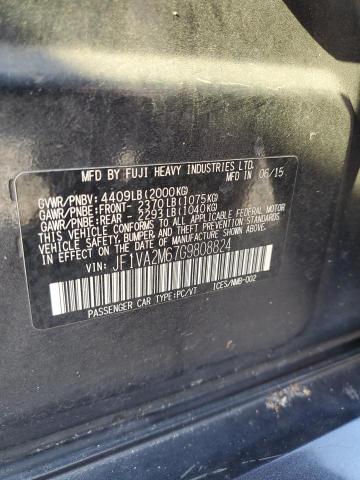 MFD BY FUJI HEAVY INDUSTRIES LTD.
MFD IN 06/15
GVWR/PNBV: 4409LB (2000KG)
GAWR/PNBE:FRONT- 2370LB(1075KG)
GAWR/PNBE:REAR - 2293LB(1040KG)
THIS VEHICLE CONFORMS TO ALL APPLICABLE FEDERAL MOTOR
VEHICLE SAFETY, BUMPER, AND THEFT PREVENTION STANDARDS
IN EFFECT ON THE DATE OF MANUFACTURE SHOWN ABOVE.
VIN: JF1VA2M67G9808824
PASSENGER CAR TYPE:PC/VT ICES/NMB-002